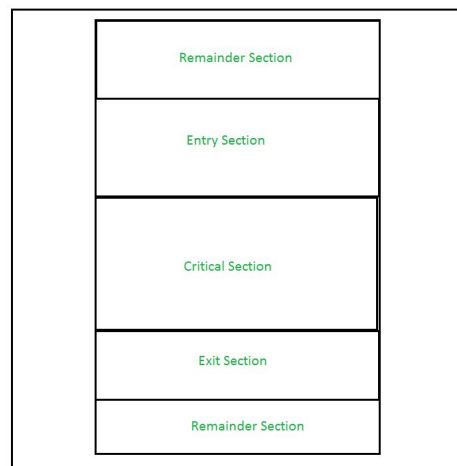 Remainder Section
Entry Section
Critical Section
Exit Section
Remainder Section